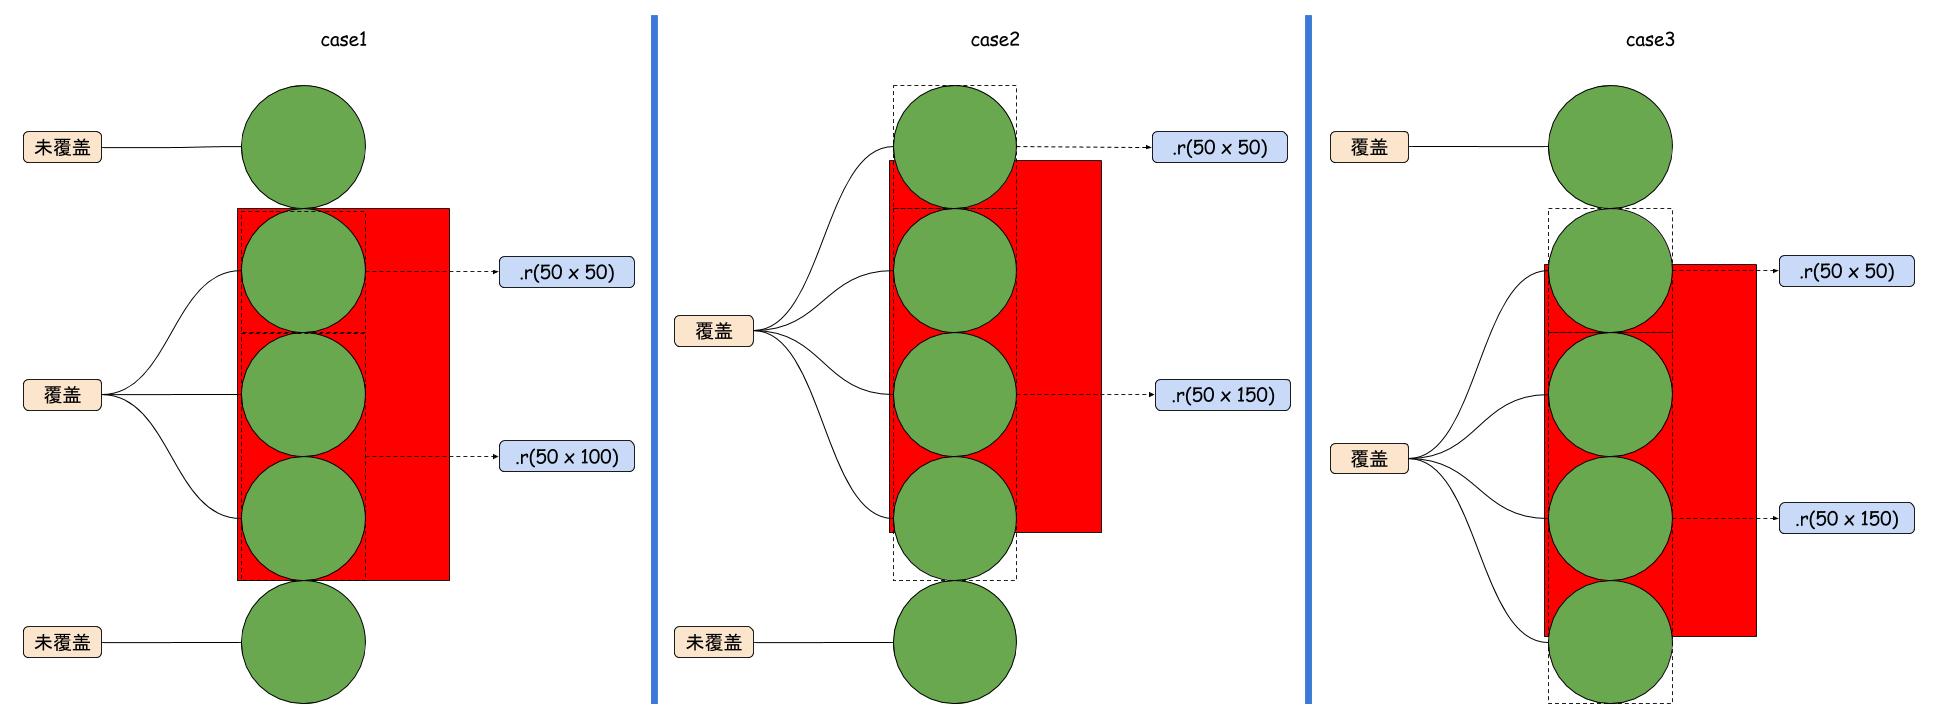 case1
未覆盖
.r(50 x 50)
覆盖
.r(50 x 100)
未覆盖
case2
.r(50 x 50)
覆盖
.r(50 x 150)
未覆盖
case3
覆盖
.r(50 x 50)
覆盖
.r(50 x 150)